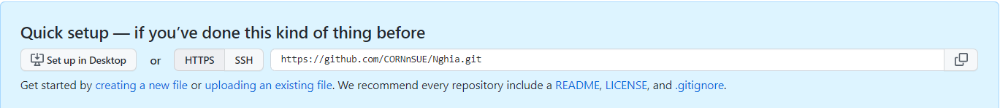 Quick setup — if you’ve done this kind of thing before
Set up in Desktop or HTTPS SSH https://github.com/CORNnSUE/Nghia.git
Get started by creating a new file or uploading an existing file. We recommend every repository include a README, LICENSE, and .gitignore.